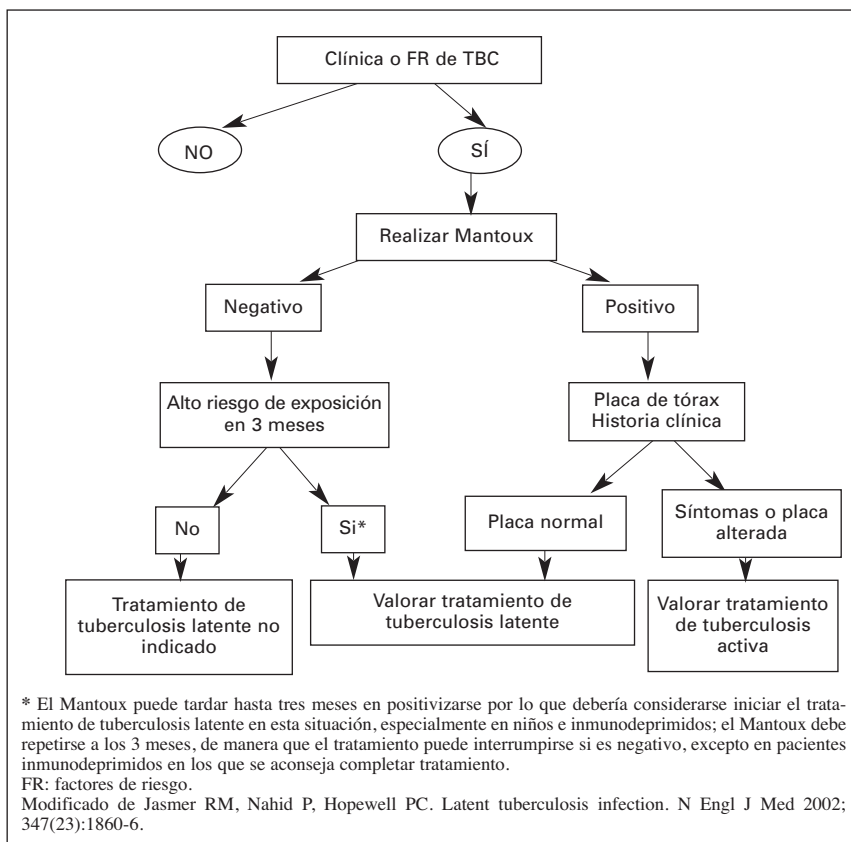 Clínica o FR de TBC
NO
SÍ
Realizar Mantoux
Negativo
Positivo
Alto riesgo de exposición
en 3 meses
Placa de tórax
Historia clínica
No
Si*
Placa normal
Síntomas o placa
alterada
Tratamiento de
tuberculosis latente no
indicado
Valorar tratamiento de
tuberculosis latente
Valorar tratamiento
de tuberculosis
activa
* El Mantoux puede tardar hasta tres meses en positivizarse por lo que debería considerarse iniciar el trata-
miento de tuberculosis latente en esta situación, especialmente en niños e inmunodeprimidos; el Mantoux debe
repetirse a los 3 meses, de manera que el tratamiento puede interrumpirse si es negativo, excepto en pacientes
inmunodeprimidos en los que se aconseja completar tratamiento.
FR: factores de riesgo.
Modificado de Jasmer RM, Nahid P, Hopewell PC. Latent tuberculosis infection. N Engl J Med 2002;
347(23):1860-6.